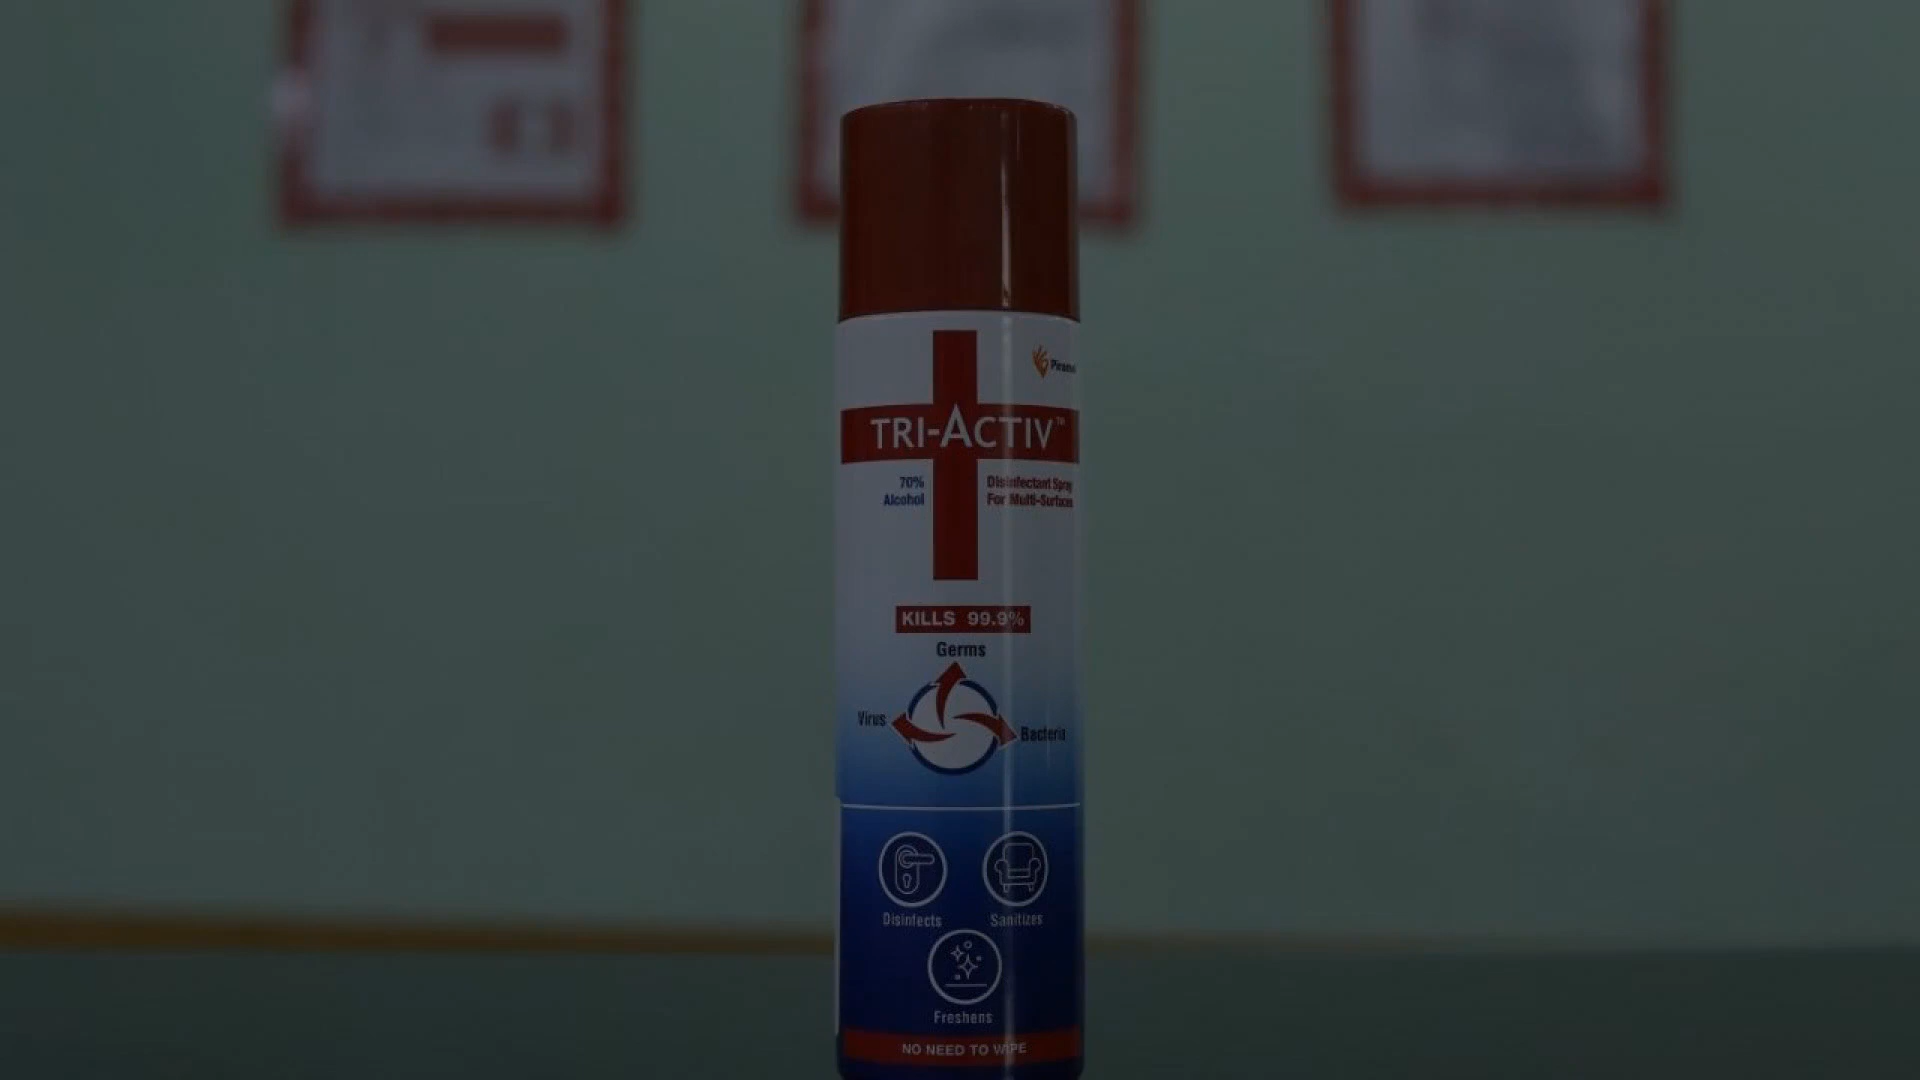 Piramal
TRI-ACTIV™
70%
Alcohol
Disinfectant Spray
For Multi-Surfaces
KILLS 99.9%
Germs
Virus
Bacteria
Disinfects
Sanitizes
Freshens
NO NEED TO WIPE